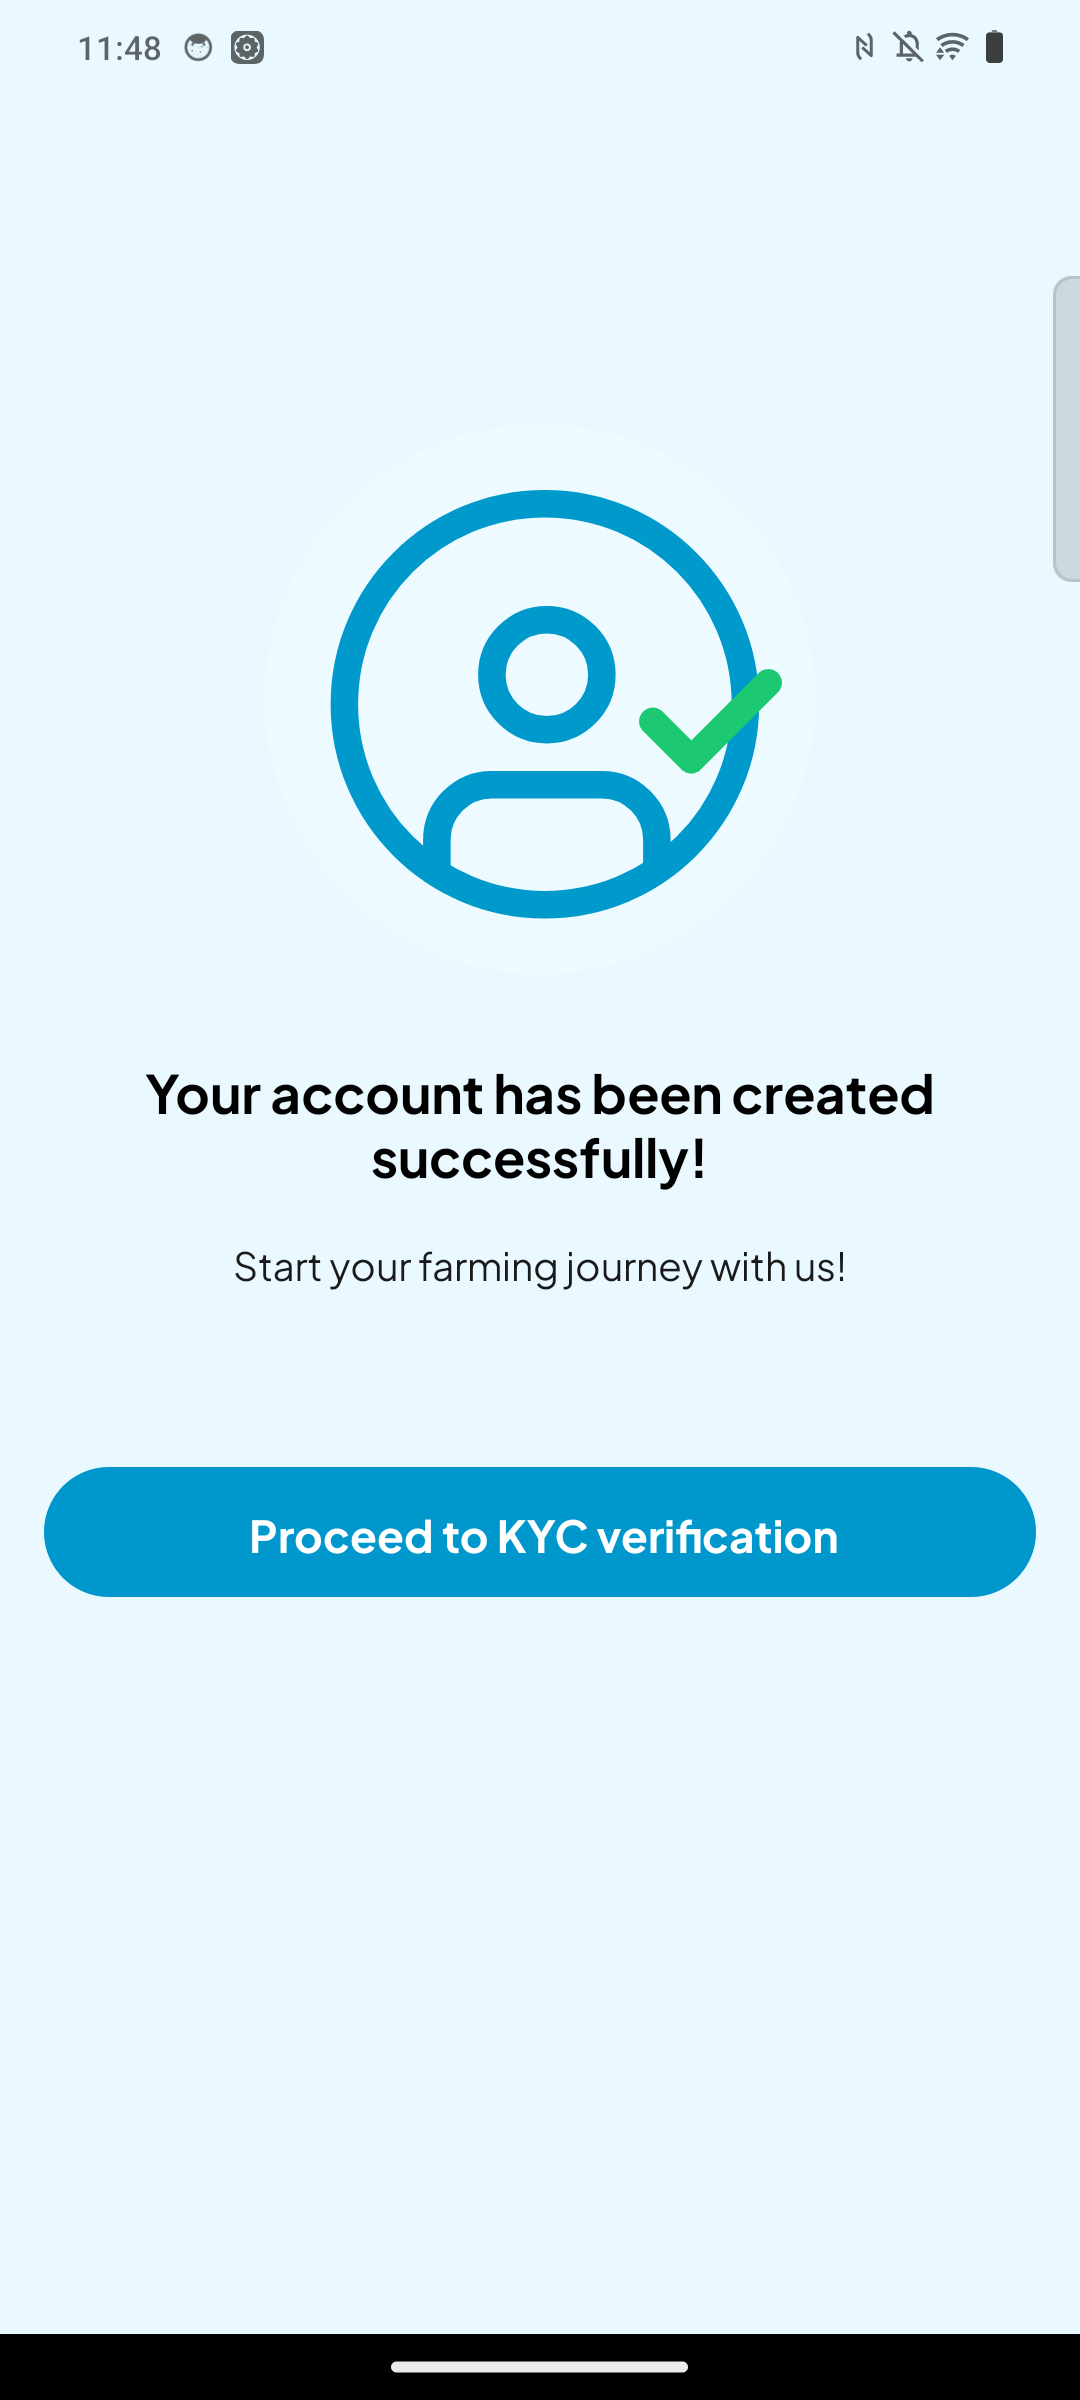 11:48
Your account has been created
successfully!
Start your farming journey with us!
Proceed to KYC verification